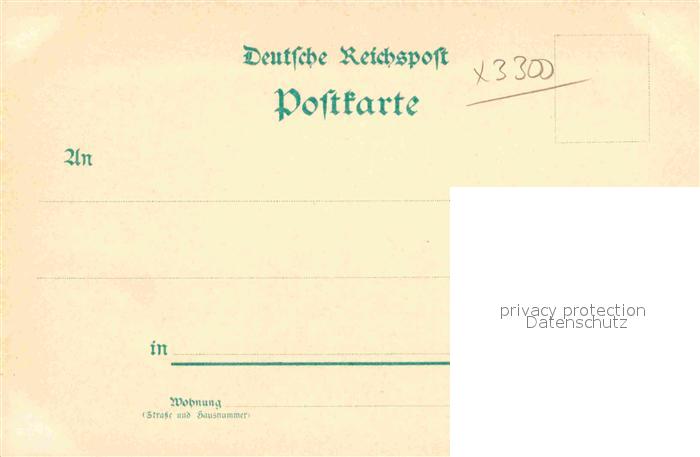 Deutsche Reichspost
x3300
Postkarte
An
privacy protection
Datenschutz
in
Wohnung
(Straße und Hausnummer)